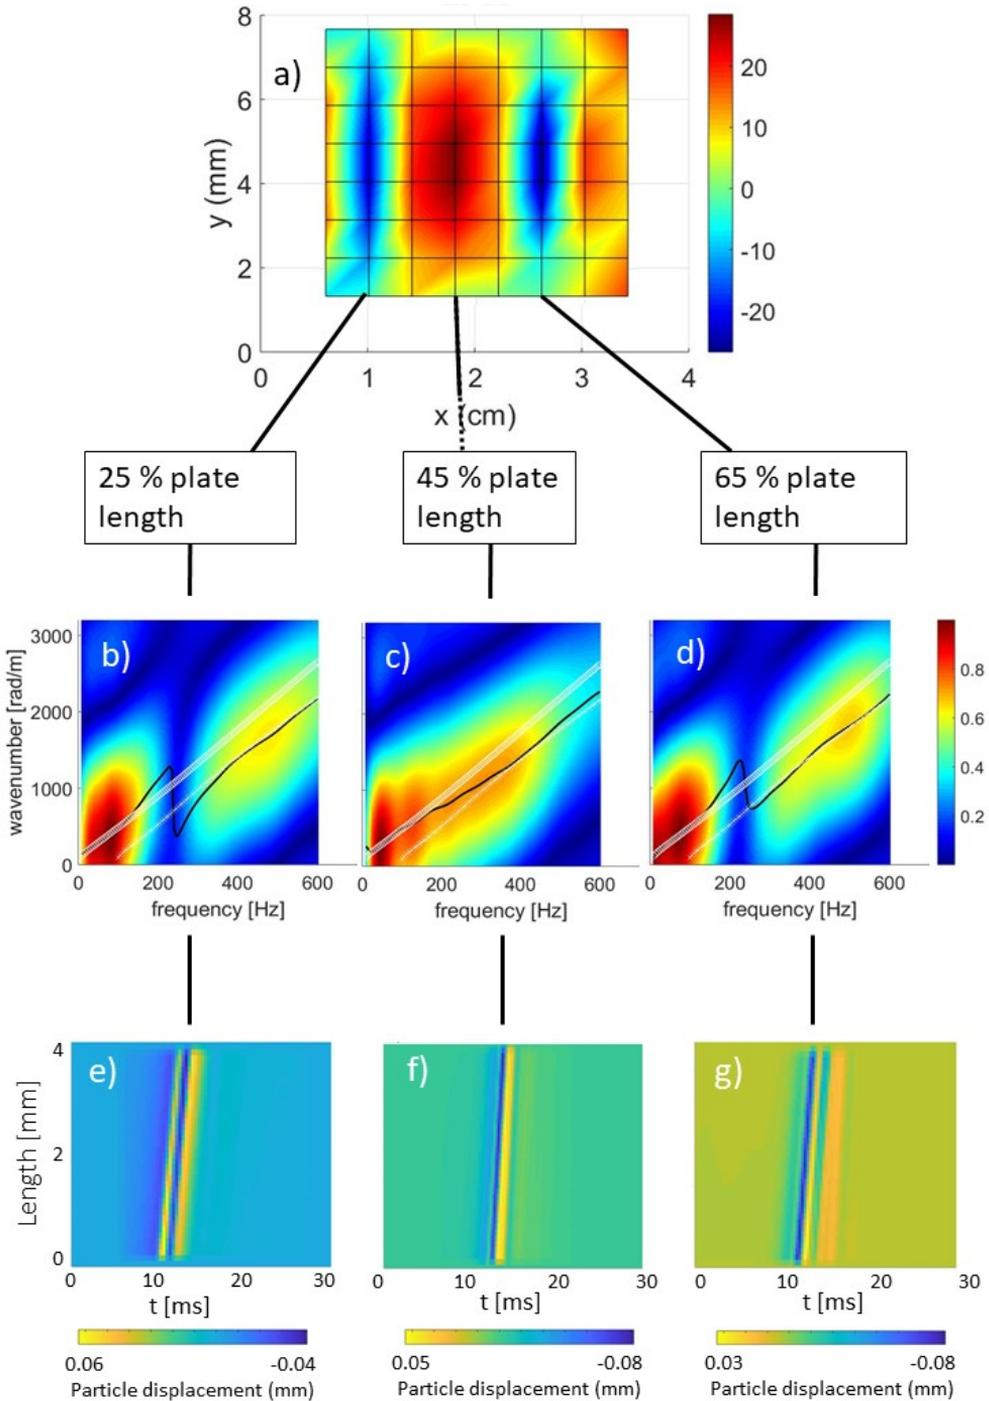 8
a)
20
6
10
y (mm)
4
0
-10
2
-20
0
0 1 2 3 4
x (cm)
25 % plate
length
45 % plate
length
65 % plate
length
wavenumber [rad/m]
3000
2000
1000
0
b) c) d)
0.8
0.6
0.4
0.2
0 200 400 600
0 200 400 600
0 200 400 600
frequency [Hz]
frequency [Hz]
frequency [Hz]
Length [mm]
4
2
0
e) f) g)
0 10 20 30
0 10 20 30
0 10 20 30
t [ms]
t [ms]
t [ms]
0.06 -0.04
0.05 -0.08
0.03 -0.08
Particle displacement (mm)
Particle displacement (mm)
Particle displacement (mm)